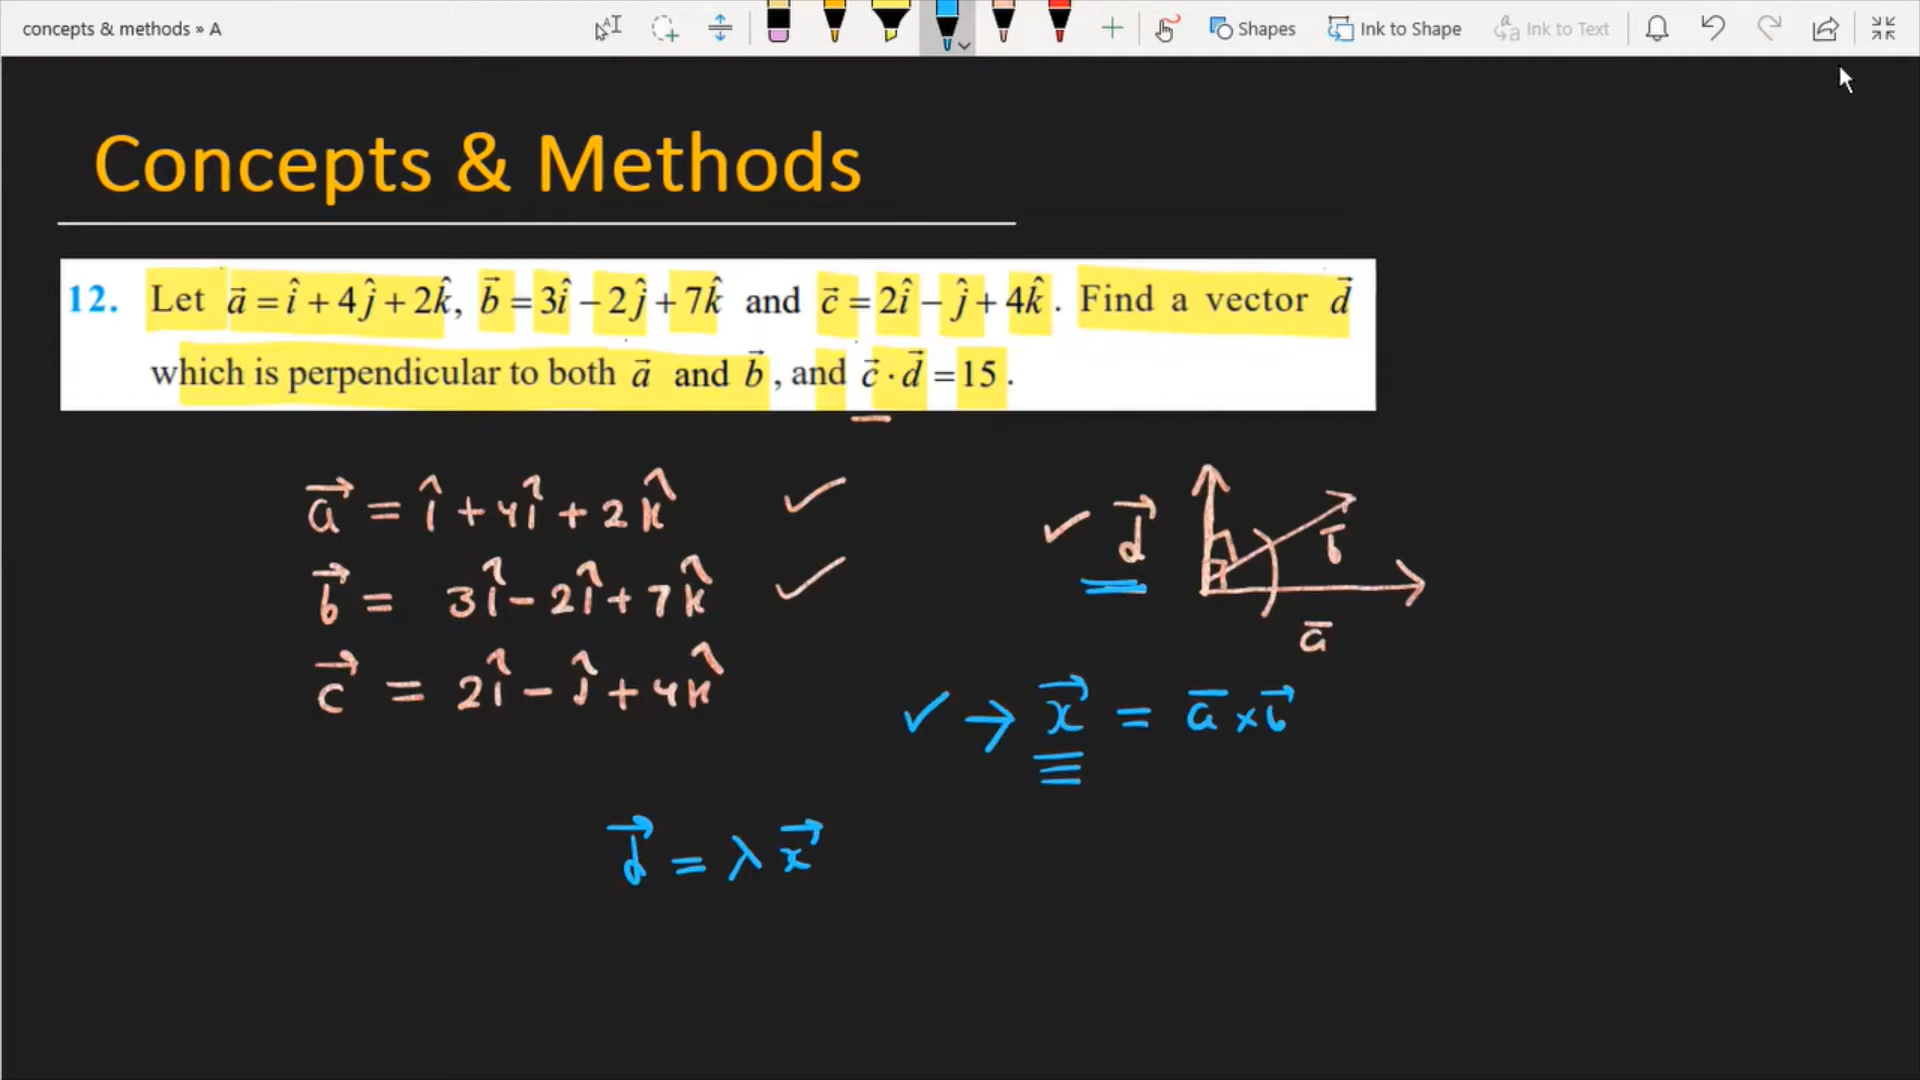 concepts & methods » A
Shapes
Ink to Shape
Ink to Text
Concepts & Methods
12. Let a⃗ = î + 4ĵ + 2k̂, b⃗ = 3î − 2ĵ + 7k̂ and c⃗ = 2î − ĵ + 4k̂. Find a vector d⃗
which is perpendicular to both a⃗ and b⃗, and c⃗ · d⃗ = 15.
a⃗ = î + 4ĵ + 2k̂ ✓
b⃗ = 3î − 2ĵ + 7k̂ ✓
c⃗ = 2î − ĵ + 4k̂
✓ d⃗
b̄
ā
✓ → x⃗ = ā × b⃗
d⃗ = λ x⃗